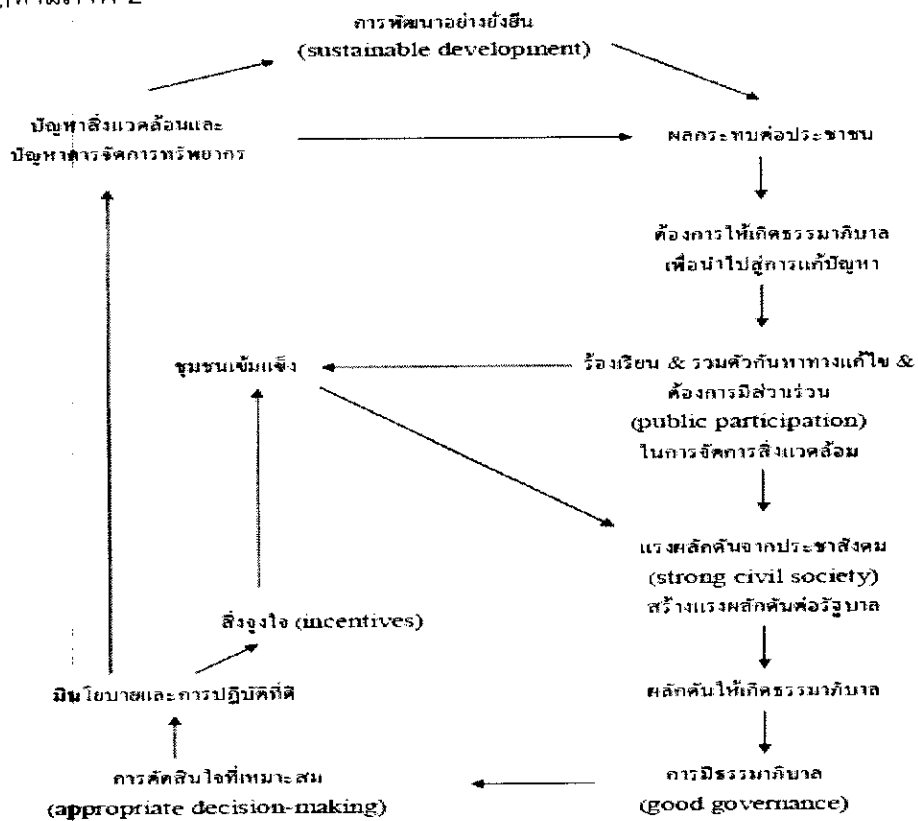 การพัฒนาอย่างยั่งยืน
(sustainable development)
ปัญหาสิ่งแวดล้อมและ
ปัญหาการจัดการทรัพยากร
ผลกระทบต่อประชาชน
ต้องการให้เกิดธรรมาภิบาล
เพื่อนำไปสู่การแก้ปัญหา
ชุมชนเข้มแข็ง
ร้องเรียน & รวมตัวกันหาทางแก้ไข &
ต้องการมีส่วนร่วม
(public participation)
ในการจัดการสิ่งแวดล้อม
แรงผลักดันจากประชาสังคม
(strong civil society)
สร้างแรงผลักดันต่อรัฐบาล
สิ่งจูงใจ (incentives)
มีนโยบายและการปฏิบัติที่ดี
ผลักดันให้เกิดธรรมาภิบาล
การตัดสินใจที่เหมาะสม
(appropriate decision-making)
การมีธรรมาภิบาล
(good governance)